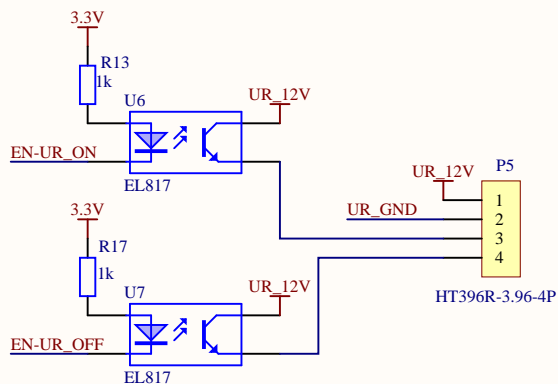 3.3V
R13
1k
U6
UR_12V
EN-UR_ON
EL817
P5
UR_12V
1
UR_GND
2
3
4
3.3V
R17
1k
U7
UR_12V
HT396R-3.96-4P
EN-UR_OFF
EL817